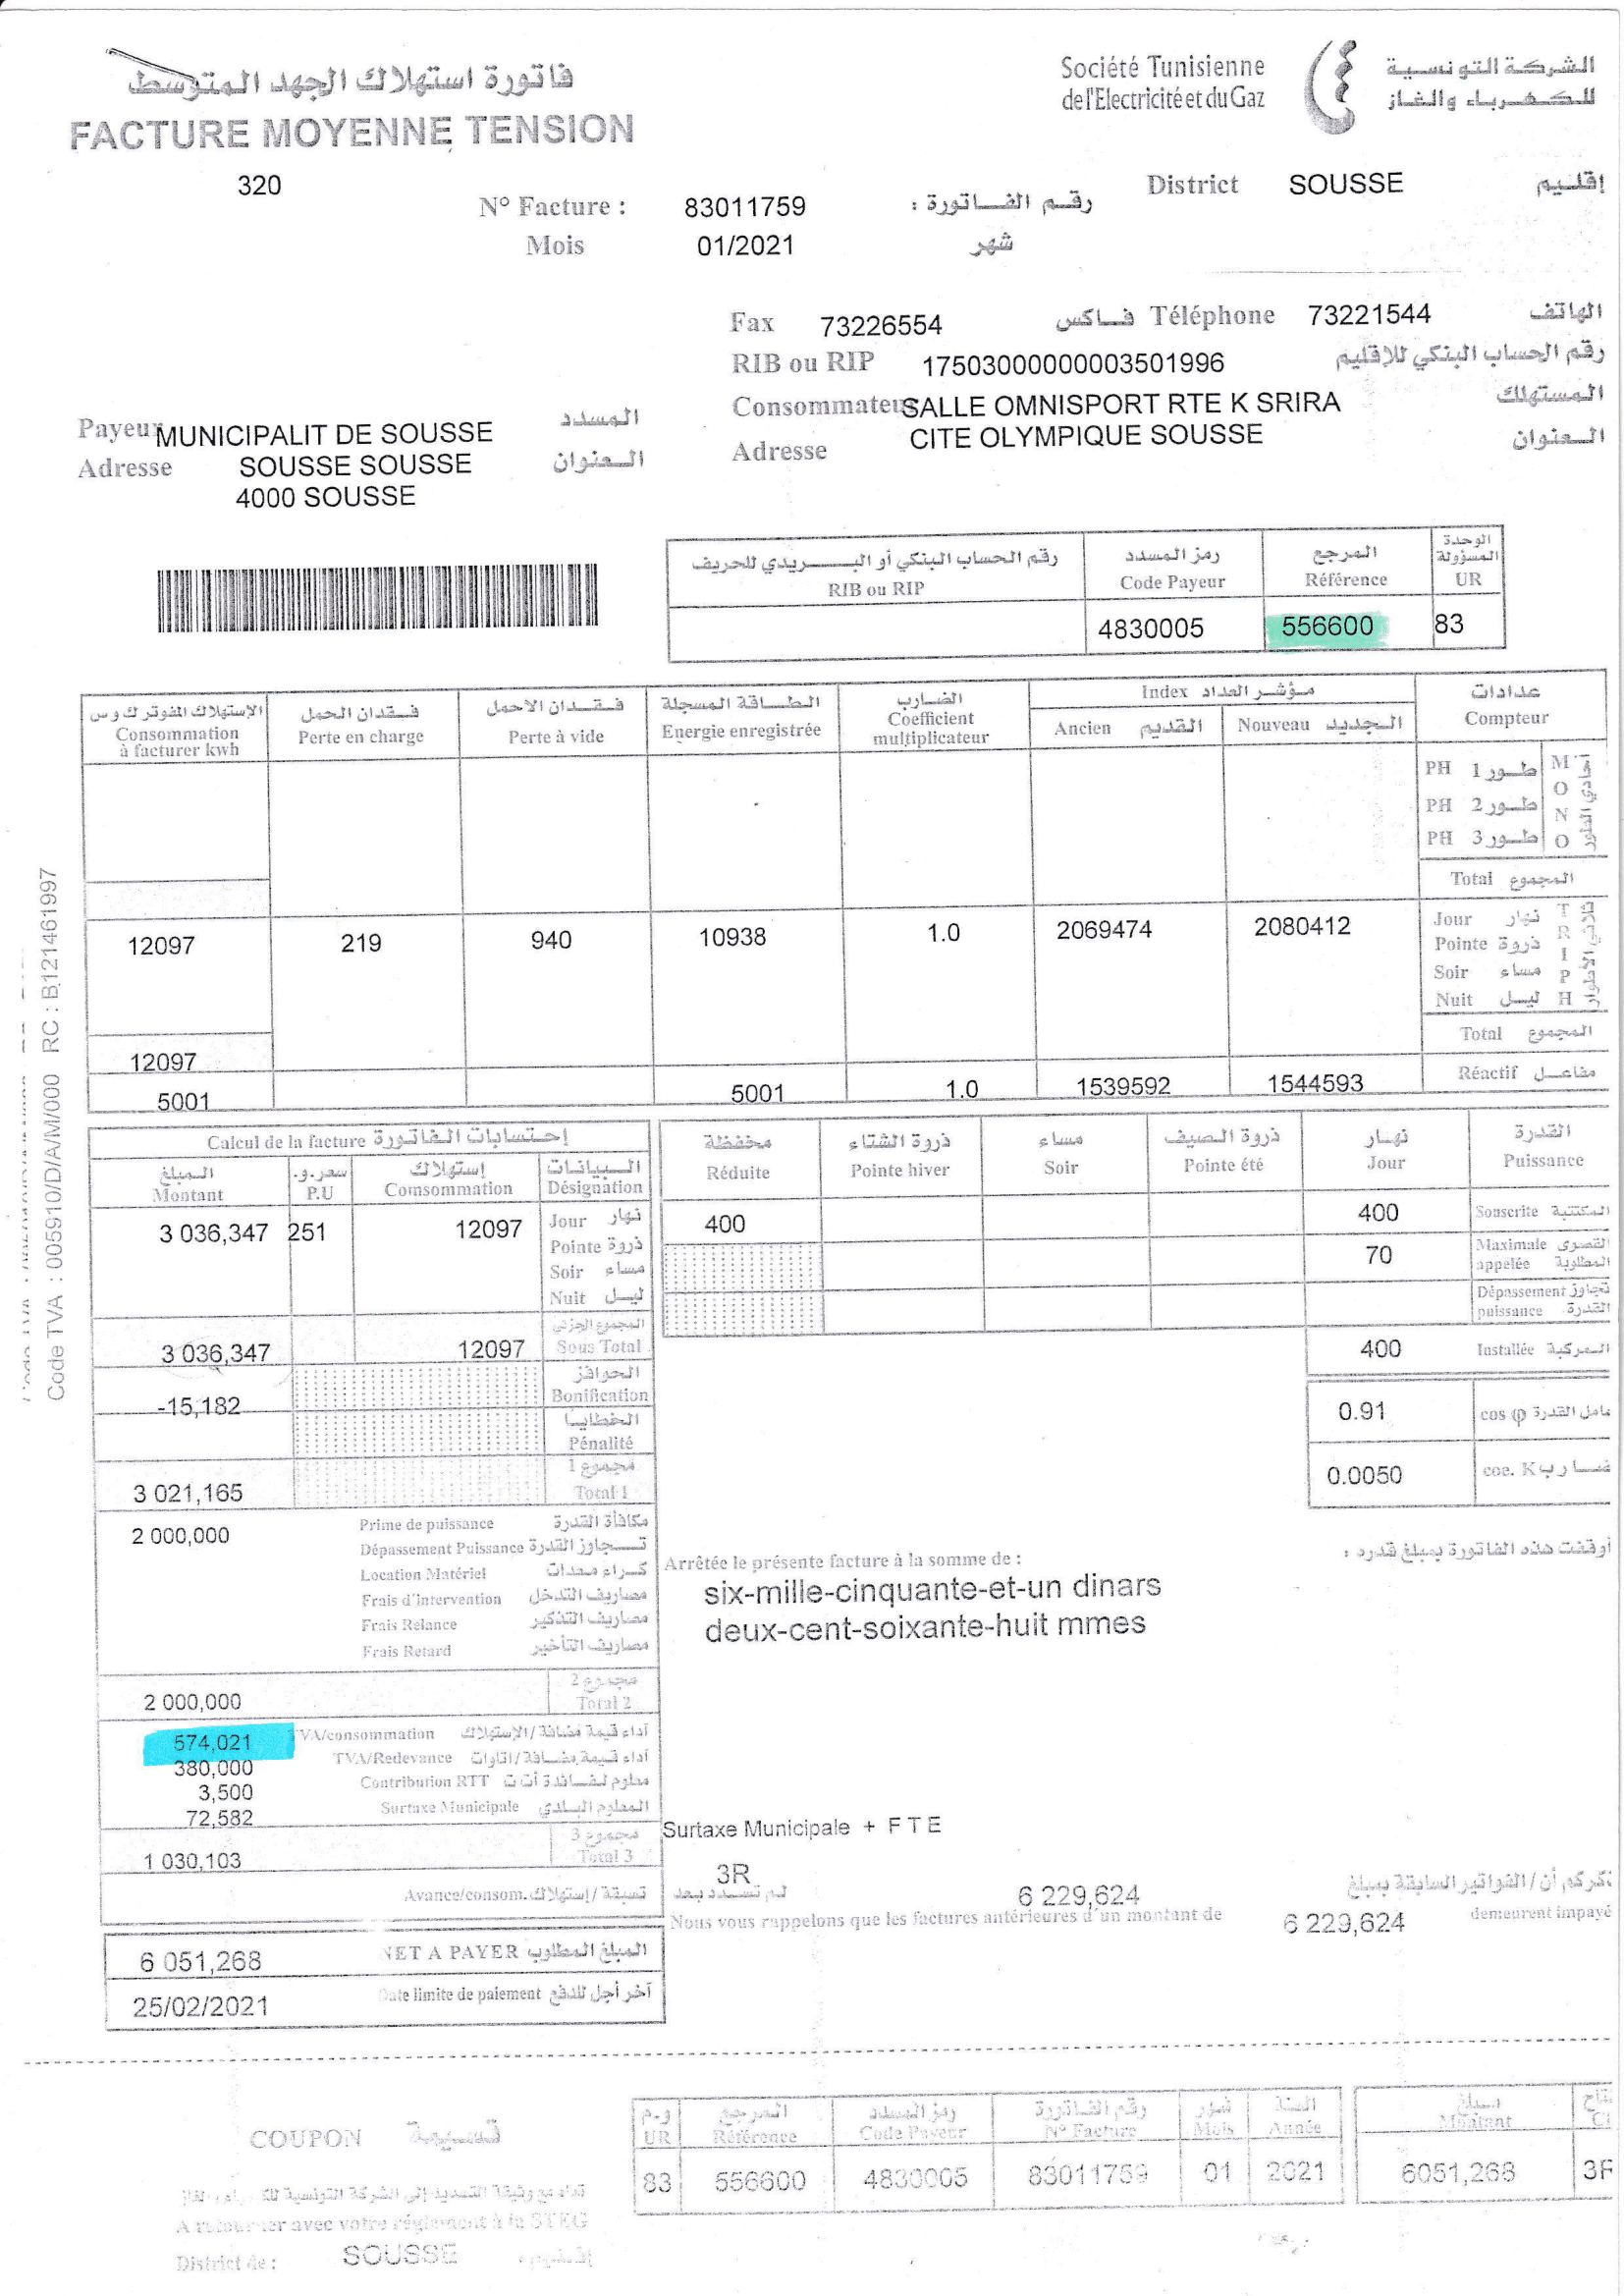 فاتورة استهلاك الجهد المتوسط
FACTURE MOYENNE TENSION
320
Société Tunisienne
de l'Electricité et du Gaz
الشركة التونسية
للكهرباء والغاز
District SOUSSE إقليم
N° Facture : 83011759 رقم الفاتورة :
Mois 01/2021 شهر
Fax 73226554 فاكس Téléphone 73221544 الهاتف
RIB ou RIP 17503000000003501996 رقم الحساب البنكي للإقليم
Consommateur SALLE OMNISPORT RTE K SRIRA المستهلك
Adresse CITE OLYMPIQUE SOUSSE العنوان
Payeur MUNICIPALIT DE SOUSSE المسدد
Adresse SOUSSE SOUSSE العنوان
4000 SOUSSE
رقم الحساب البنكي أو البريدي للحريف رمز المسدد المرجع الوحدة المسؤولة
RIB ou RIP Code Payeur Référence UR
4830005 556600 83
الإستهلاك المفوتر ك و س فقدان الحمل فقدان الاحمل الطاقة المسجلة الضارب مؤشر العداد Index عدادات
Consommation à facturer kwh Perte en charge Perte à vide Energie enregistrée Coefficient multiplicateur Ancien القديم Nouveau الجديد Compteur
PH 1 طور
PH 2 طور
PH 3 طور
MONO أحادي الطور
Total المجموع
12097 219 940 10938 1.0 2069474 2080412 Jour نهار
Pointe ذروة
Soir مساء
Nuit ليل
TRIPH ثلاثي الأطوار
12097 Total المجموع
5001 5001 1.0 1539592 1544593 Réactif مفاعل
Code TVA : 005910/D/A/M/000 RC : B.121461997
Calcul de la facture إحتسابات الفاتورة
المبلغ سعر.و. إستهلاك البيانات
Montant P.U Comsommation Désignation
3 036,347 251 12097 Jour نهار
Pointe ذروة
Soir مساء
Nuit ليل
المجموع الجزئي
3 036,347 12097 Sous Total
الحوافز
-15,182 Bonification
الخطايا
Pénalité
مجموع 1
3 021,165 Total 1
2 000,000 Prime de puissance مكافأة القدرة
Dépassement Puissance تجاوز القدرة
Location Matériel كراء معدات
Frais d'intervention مصاريف التدخل
Frais Relance مصاريف التذكير
Frais Retard مصاريف التأخير
مجموع 2
2 000,000 Total 2
574,021 TVA/consommation أداء قيمة مضافة/الإستهلاك
380,000 TVA/Redevance أداء قيمة مضافة/إتاوات
3,500 Contribution RTT معلوم لفائدة أ ت ت
72,582 Surtaxe Municipale المعلوم البلدي
مجموع 3
1 030,103 Total 3
Avance/consom. تسبقة/إستهلاك
6 051,268 NET A PAYER المبلغ المطلوب
25/02/2021 Date limite de paiement آخر أجل للدفع
مخفضة ذروة الشتاء مساء ذروة الصيف نهار القدرة
Réduite Pointe hiver Soir Pointe été Jour Puissance
400 400 Souscrite المكتتبة
70 Maximale appelée القصوى المطلوبة
Dépassement puissance تجاوز القدرة
400 Installée المركبة
0.91 cos φ عامل القدرة
0.0050 coe. K ضارب
أوقفت هذه الفاتورة بمبلغ قدره :
Arrêtée le présente facture à la somme de :
six-mille-cinquante-et-un dinars
deux-cent-soixante-huit mmes
Surtaxe Municipale + F T E
3R
لم تسدد بعد 6 229,624 نذكركم أن/الفواتير السابقة بمبلغ
Nous vous rappelons que les factures antérieures d'un montant de 6 229,624 demeurent impayé
COUPON قسيمة
و.م المرجع رمز المسدد رقم الفاتورة شهر السنة مبلغ
UR Référence Code Payeur N° Facture Mois Année Montant
83 556600 4830005 83011759 01 2021 6051,268 3R
A retourner avec votre réglement à la STEG
District de : SOUSSE إقليم :